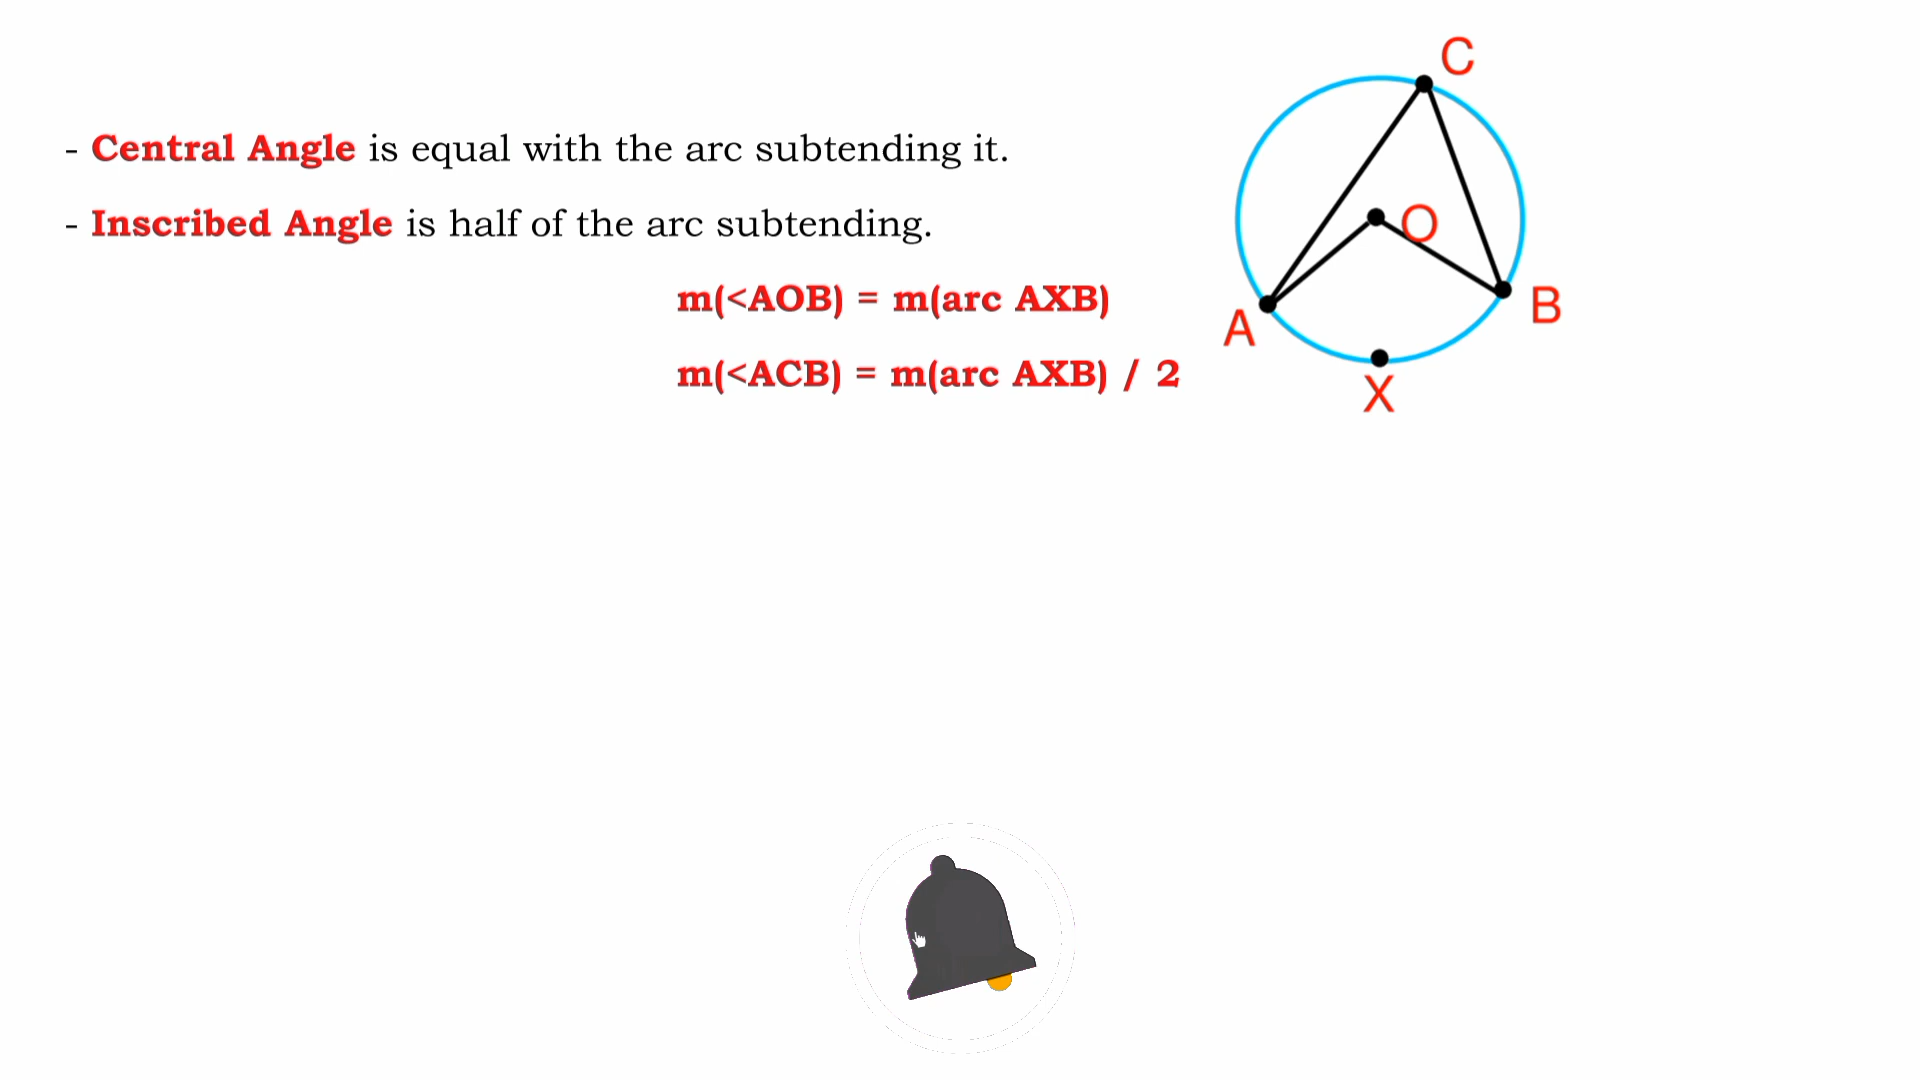 C
- Central Angle is equal with the arc subtending it.
- Inscribed Angle is half of the arc subtending.
O
m(<AOB) = m(arc AXB)
A
B
m(<ACB) = m(arc AXB) / 2
X